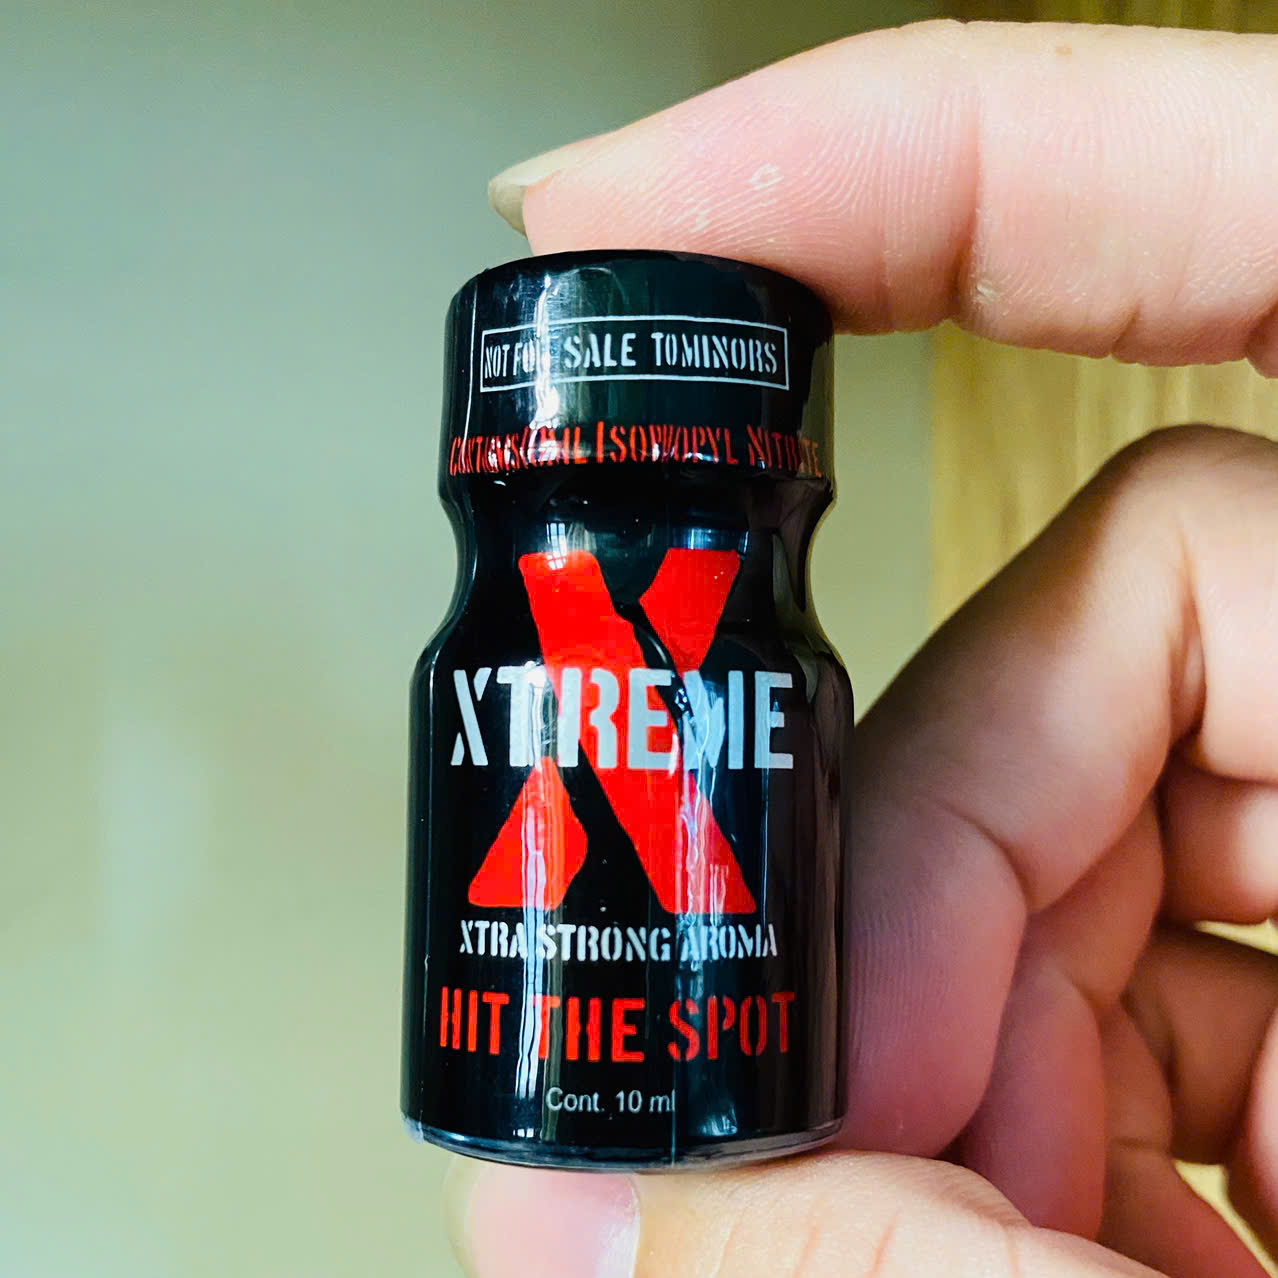 NOT FOR SALE TO MINORS
ISOPROPYL NITRITE
XTREME
XTRA STRONG AROMA
HIT THE SPOT
Cont. 10 ml